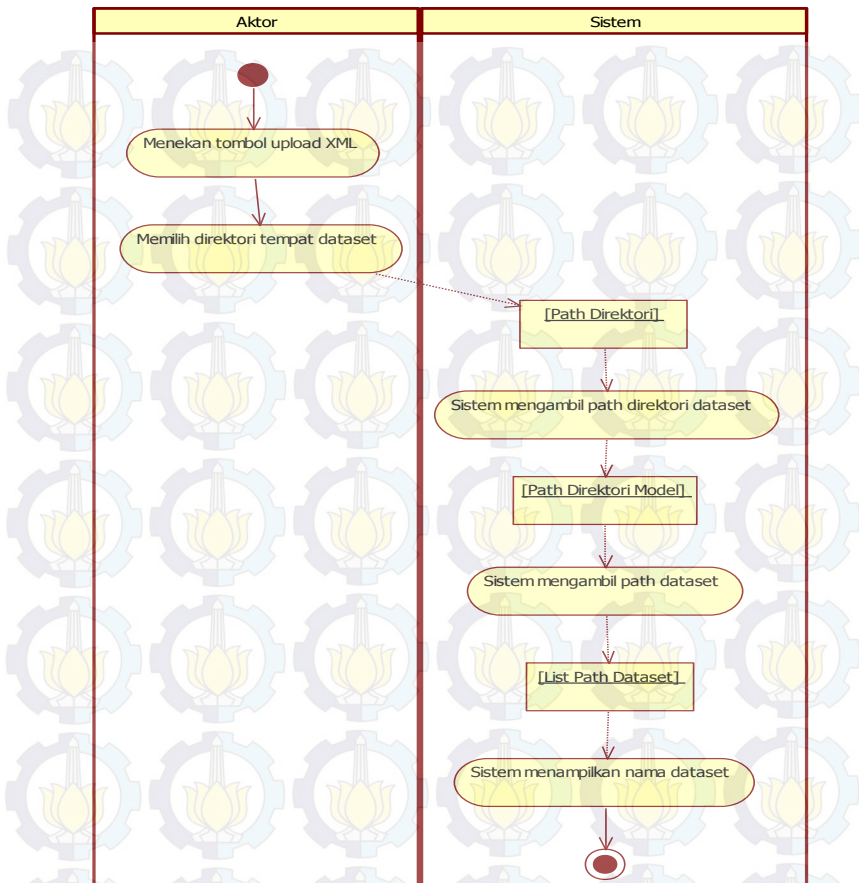 Aktor
Sistem
Menekan tombol upload XML
Memilih direktori tempat dataset
[Path Direktori]
Sistem mengambil path direktori dataset
[Path Direktori Model]
Sistem mengambil path dataset
[List Path Dataset]
Sistem menampilkan nama dataset